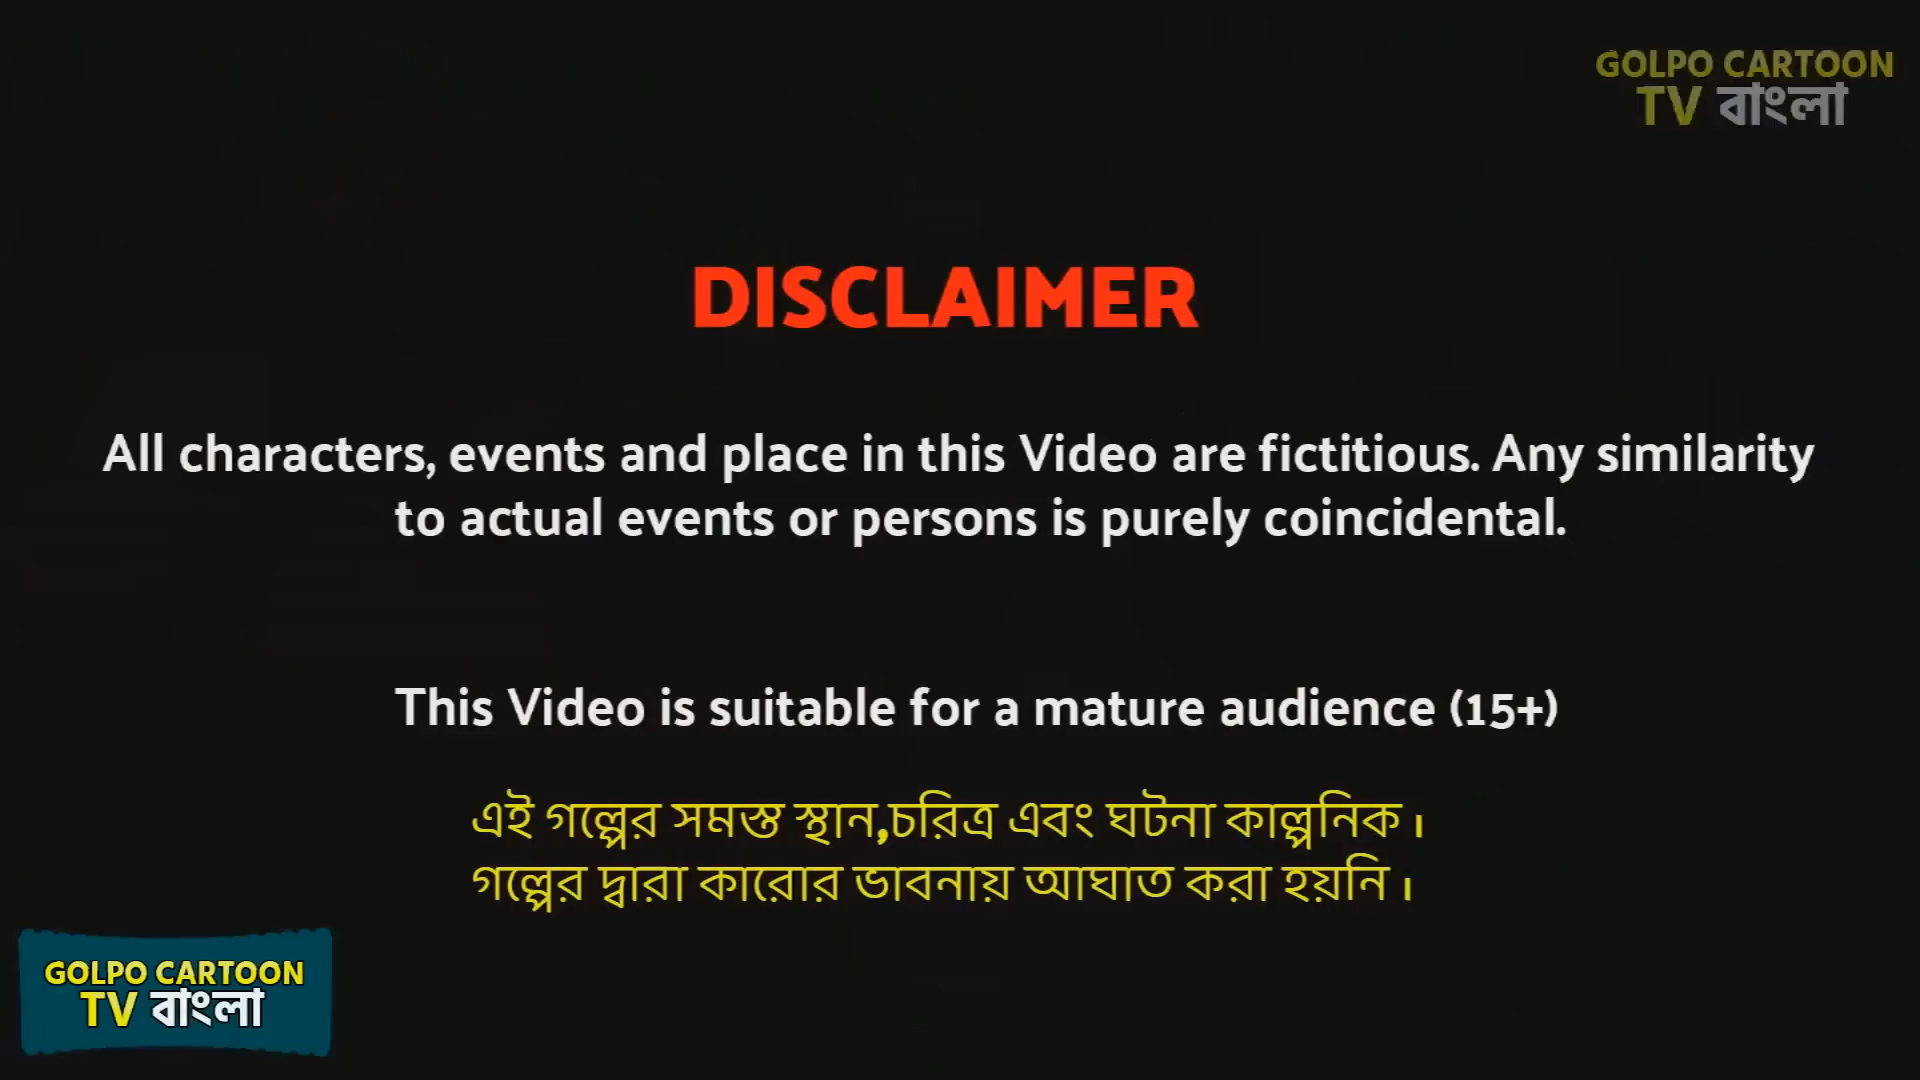 GOLPO CARTOON
TV বাংলা
DISCLAIMER
All characters, events and place in this Video are fictitious. Any similarity
to actual events or persons is purely coincidental.
This Video is suitable for a mature audience (15+)
এই গল্পের সমস্ত স্থান,চরিত্র এবং ঘটনা কাল্পনিক।
গল্পের দ্বারা কারোর ভাবনায় আঘাত করা হয়নি।
GOLPO CARTOON
TV বাংলা